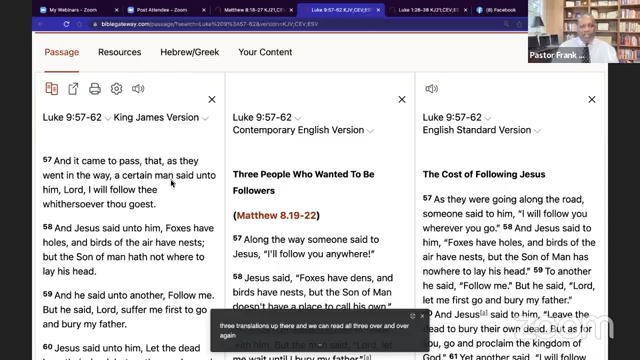 My Webinars - Zoom
Post Attendee - Zoom
Matthew 8:18-27 KJ21;CEV;ES
Luke 9:57-62 KJV;CEV;ESV
Luke 1:26-38 KJ21;CEV;ESV
(2) Facebook
biblegateway.com/passage/?search=Luke%209%3A57-62&version=KJV;CEV;ESV
Pastor Frank
Passage
Resources
Hebrew/Greek
Your Content
Luke 9:57-62
King James Version
57 And it came to pass, that, as they
went in the way, a certain man said unto
him, Lord, I will follow thee
whithersoever thou goest.
58 And Jesus said unto him, Foxes have
holes, and birds of the air have nests;
but the Son of man hath not where to
lay his head.
59 And he said unto another, Follow me.
But he said, Lord, suffer me first to go
and bury my father.
60 Jesus said unto him, Let the dead
Luke 9:57-62
Contemporary English Version
Three People Who Wanted To Be
Followers
(Matthew 8.19-22)
57 Along the way someone said to
Jesus, "I'll follow you anywhere!"
58 Jesus said, "Foxes have dens, and
birds have nests, but the Son of Man
doesn't have a place to call his own."
let me wait until I bury my father."[a]
Luke 9:57-62
English Standard Version
The Cost of Following Jesus
57 As they were going along the road,
someone said to him, "I will follow you
wherever you go." 58 And Jesus said to
him, "Foxes have holes, and birds of the
air have nests, but the Son of Man has
nowhere to lay his head." 59 To another
he said, "Follow me." But he said, "Lord,
let me first go and bury my father."
60 And Jesus[a] said to him, "Leave the
dead to bury their own dead. But as for
you, go and proclaim the kingdom of
God." 61 Yet another said, "I will follow
three translations up there and we can read all three over and over
again
LIVE